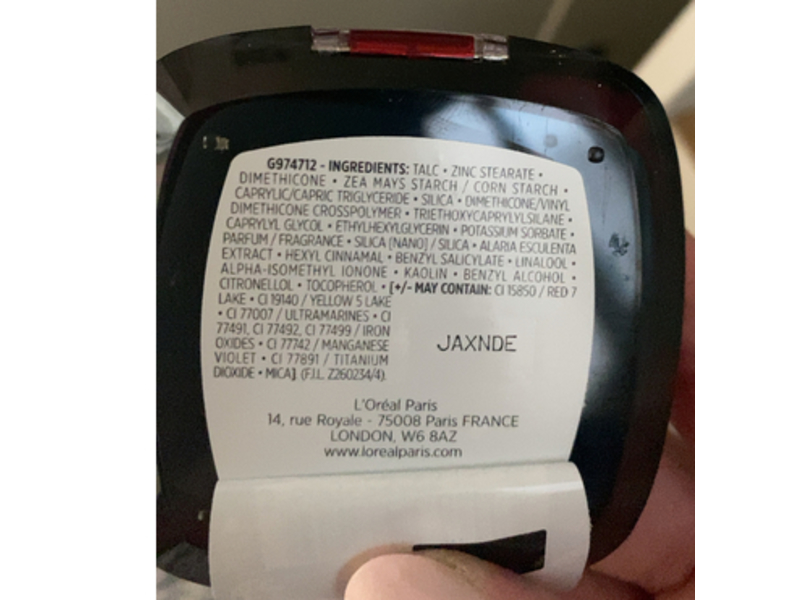 G974712 - INGREDIENTS: TALC • ZINC STEARATE •
DIMETHICONE • ZEA MAYS STARCH / CORN STARCH •
CAPRYLIC/CAPRIC TRIGLYCERIDE • SILICA • DIMETHICONE/VINYL
DIMETHICONE CROSSPOLYMER • TRIETHOXYCAPRYLYLSILANE •
CAPRYLYL GLYCOL • ETHYLHEXYLGLYCERIN • POTASSIUM SORBATE •
PARFUM / FRAGRANCE • SILICA [NANO] / SILICA • ALARIA ESCULENTA
EXTRACT • HEXYL CINNAMAL • BENZYL SALICYLATE • LINALOOL •
ALPHA-ISOMETHYL IONONE • KAOLIN • BENZYL ALCOHOL •
CITRONELLOL • TOCOPHEROL • [+/- MAY CONTAIN: CI 15850 / RED 7
LAKE • CI 19140 / YELLOW 5 LAKE
• CI 77007 / ULTRAMARINES • CI
77491, CI 77492, CI 77499 / IRON
OXIDES • CI 77742 / MANGANESE
VIOLET • CI 77891 / TITANIUM
DIOXIDE • MICA] (F.I.L. Z260234/4).
JAXNDE
L'Oréal Paris
14, rue Royale - 75008 Paris FRANCE
LONDON, W6 8AZ
www.lorealparis.com